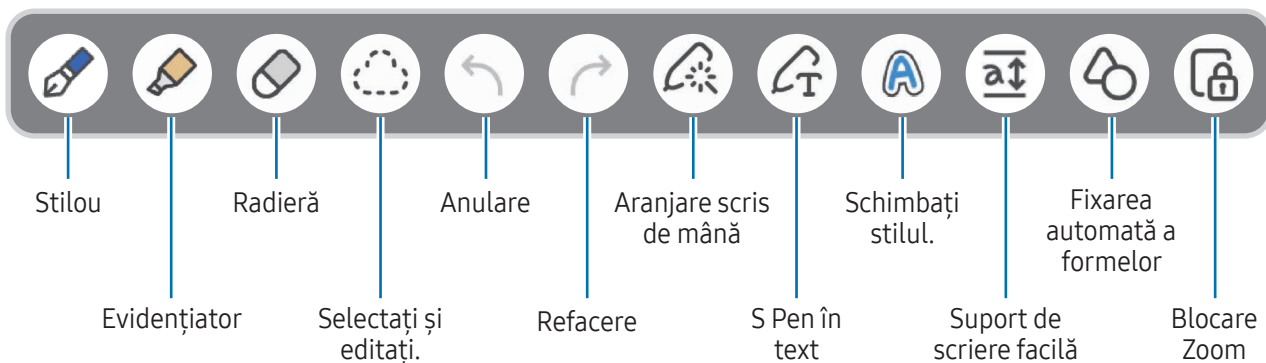 Stilou
Radieră
Anulare
Aranjare scris
de mână
Schimbați
stilul.
Fixarea
automată a
formelor
Evidențiator
Selectați și
editați.
Refacere
S Pen în
text
Suport de
scriere facilă
Blocare
Zoom